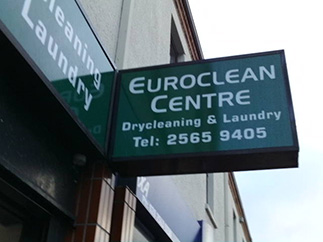 Cleaning
Laundry
EUROCLEAN
CENTRE
Drycleaning & Laundry
Tel: 2565 9405